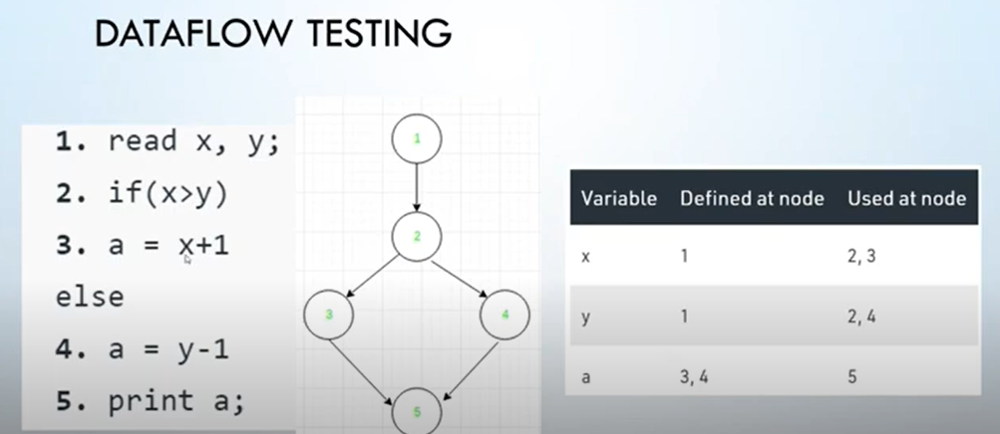 DATAFLOW TESTING
1. read x, y;
2. if(x>y)
3. a = x+1
else
4. a = y-1
5. print a;
1
2
3
4
5
Variable Defined at node Used at node
x 1 2, 3
y 1 2, 4
a 3, 4 5